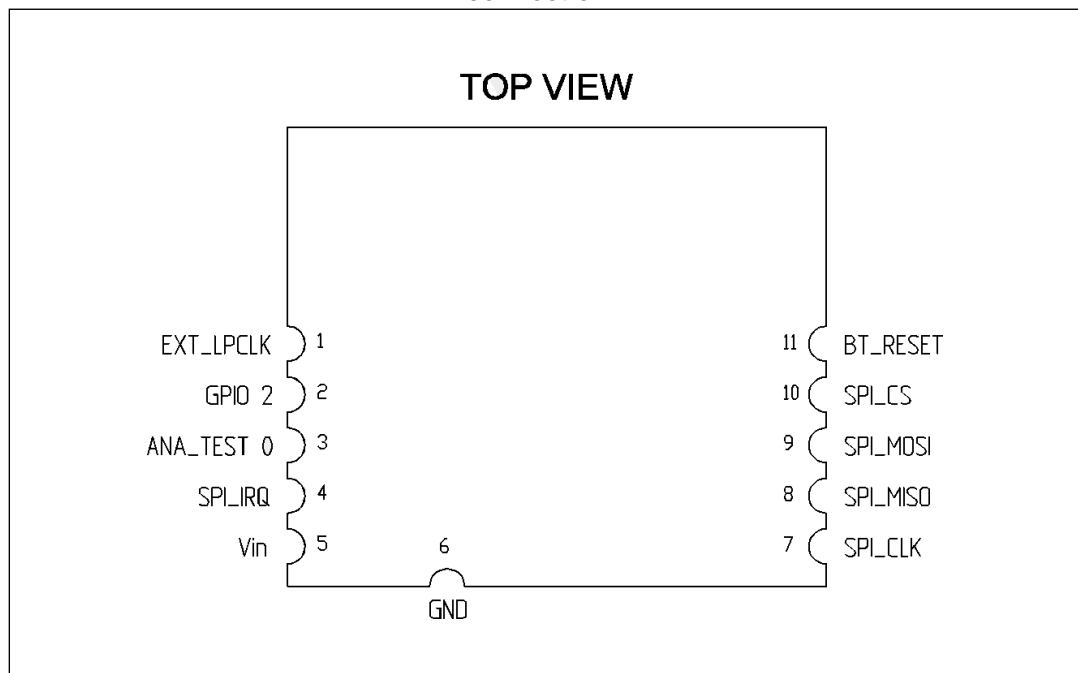 TOP VIEW
EXT_LPCLK 1
GPIO 2 2
ANA_TEST 0 3
SPI_IRQ 4
Vin 5
6
GND
11 BT_RESET
10 SPI_CS
9 SPI_MOSI
8 SPI_MISO
7 SPI_CLK